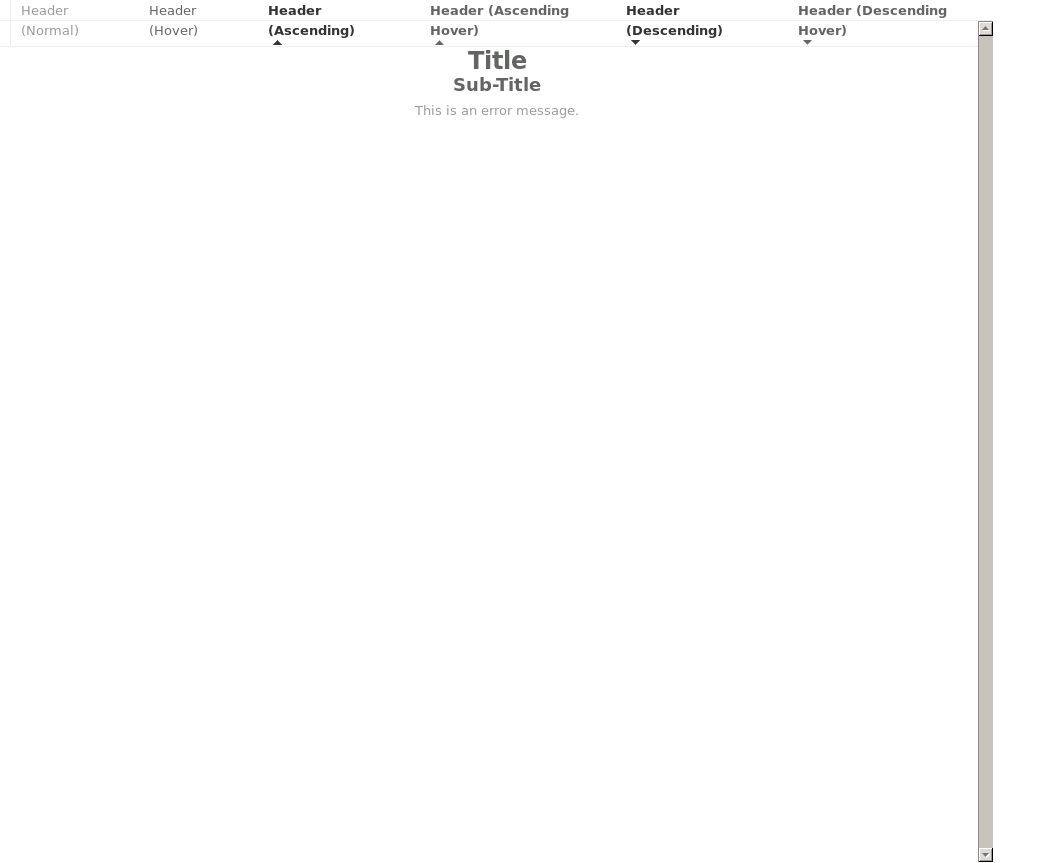 Header Header Header Header (Ascending Header Header (Descending
(Normal) (Hover) (Ascending) Hover) (Descending) Hover)
Title
Sub-Title
This is an error message.